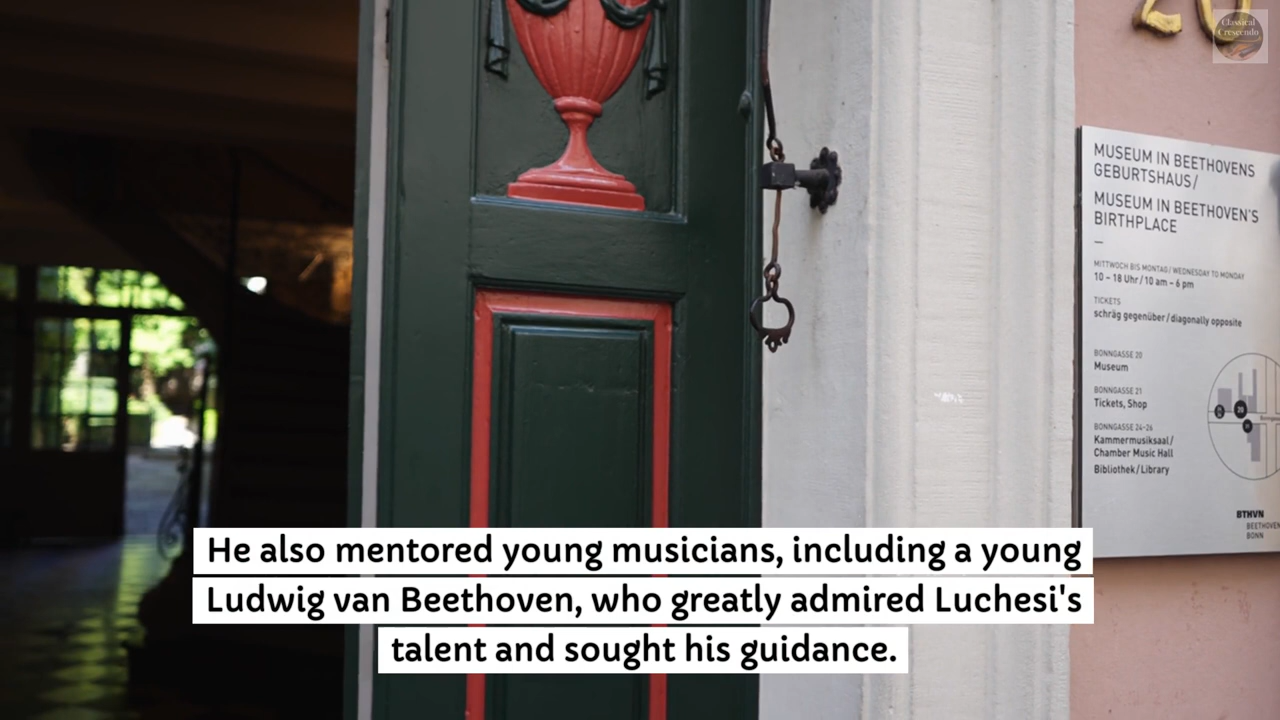 20
Classical
Crescendo
MUSEUM IN BEETHOVENS
GEBURTSHAUS/
MUSEUM IN BEETHOVEN'S
BIRTHPLACE
–
MITTWOCH BIS MONTAG/WEDNESDAY TO MONDAY
10 – 18 Uhr/10 am – 6 pm
TICKETS
schräg gegenüber/diagonally opposite
BONNGASSE 20
Museum
BONNGASSE 21
Tickets, Shop
BONNGASSE 24-26
Kammermusiksaal/
Chamber Music Hall
Bibliothek/Library
BTHVN
BEETHOVEN
BONN
He also mentored young musicians, including a young
Ludwig van Beethoven, who greatly admired Luchesi's
talent and sought his guidance.